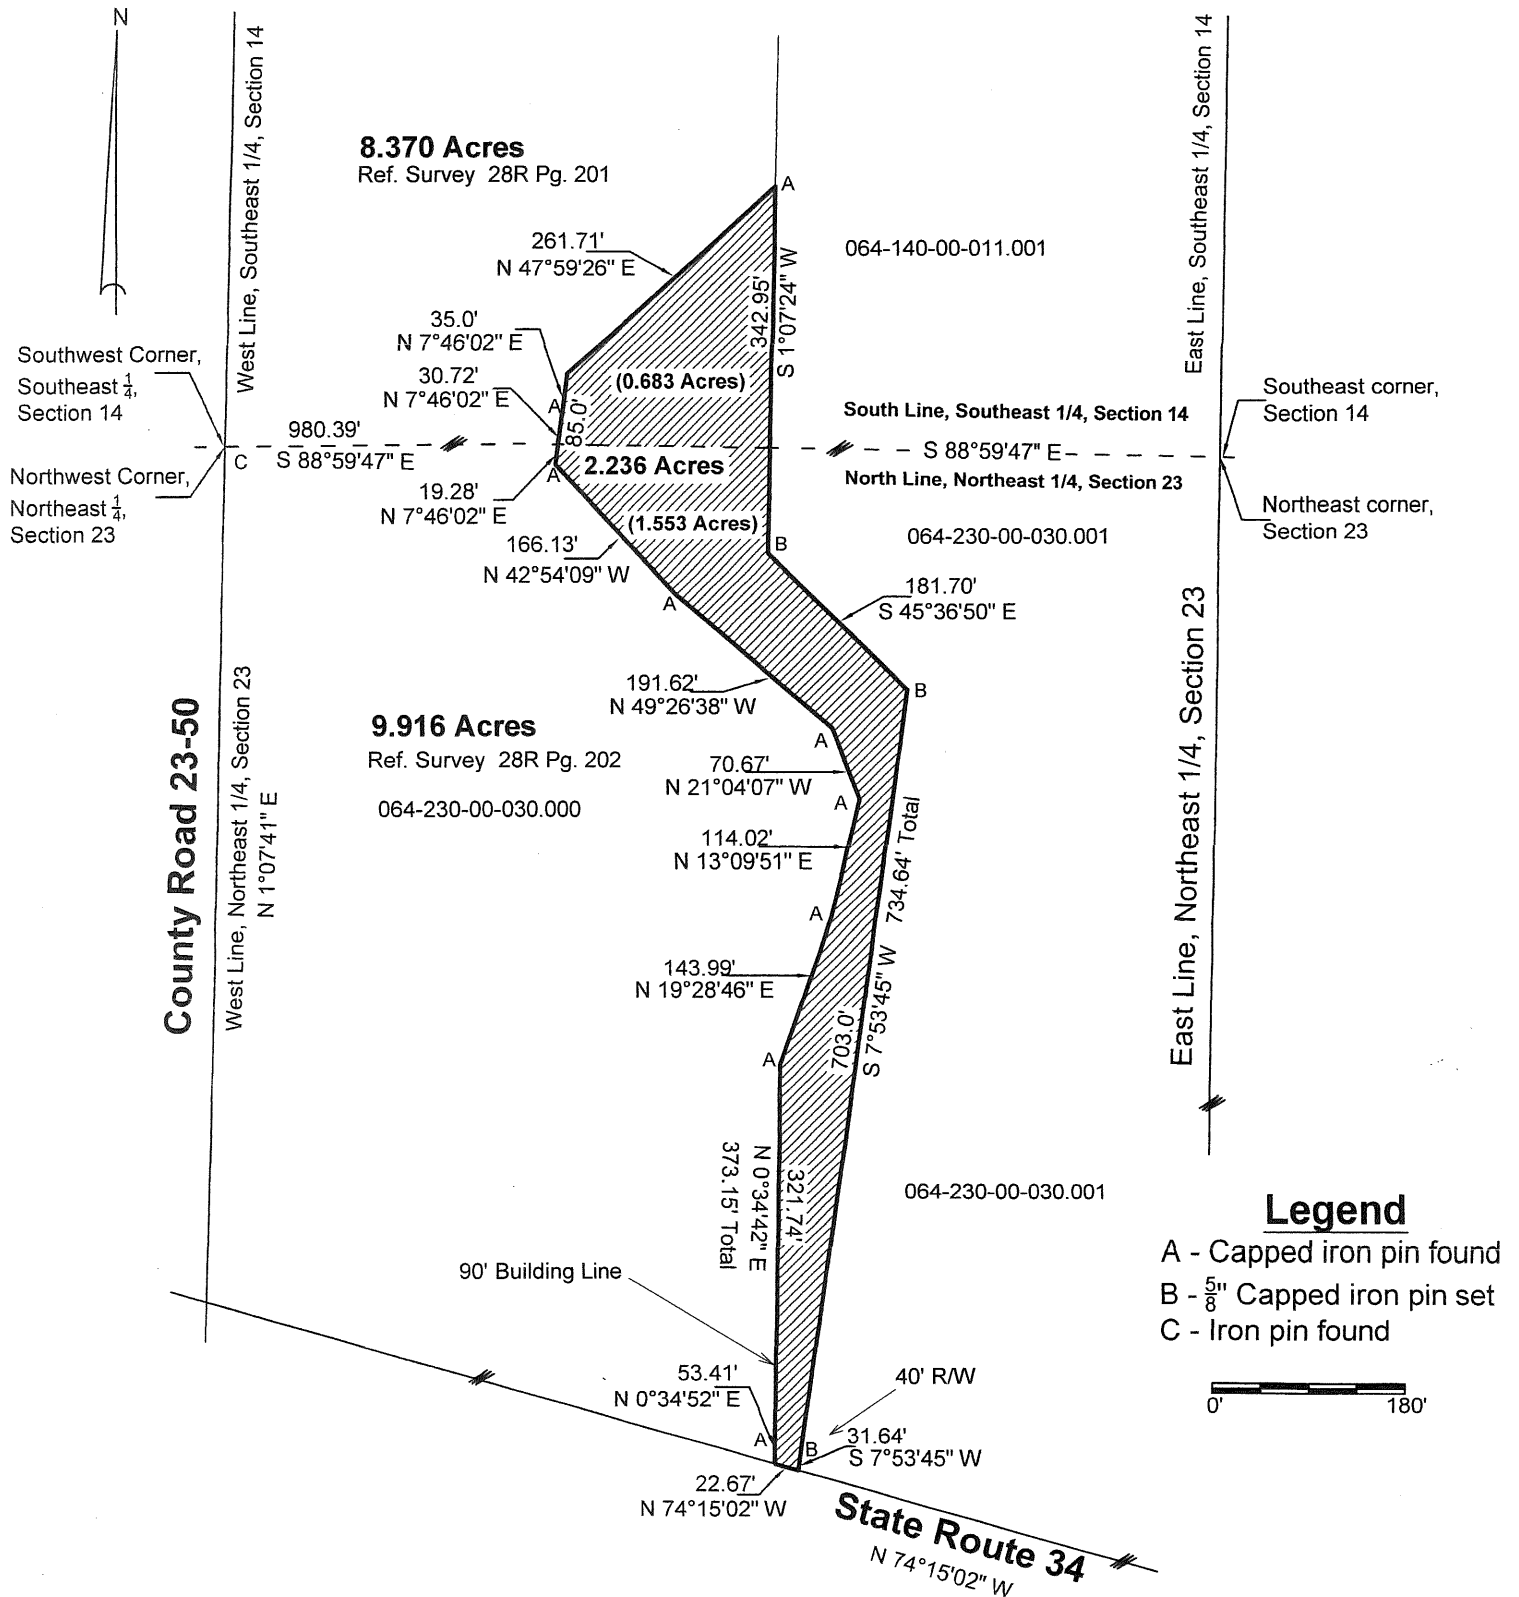 N
West Line, Southeast 1/4, Section 14
East Line, Southeast 1/4, Section 14
8.370 Acres
Ref. Survey 28R Pg. 201
A
261.71'
N 47°59'26" E
342.95'
S 1°07'24" W
064-140-00-011.001
35.0'
N 7°46'02" E
30.72'
N 7°46'02" E
A
85.0'
(0.683 Acres)
Southwest Corner,
Southeast 1/4,
Section 14
Southeast corner,
Section 14
South Line, Southeast 1/4, Section 14
980.39'
S 88°59'47" E
C
S 88°59'47" E
North Line, Northeast 1/4, Section 23
Northwest Corner,
Northeast 1/4,
Section 23
Northeast corner,
Section 23
2.236 Acres
A
19.28'
N 7°46'02" E
(1.553 Acres)
064-230-00-030.001
166.13'
N 42°54'09" W
B
A
181.70'
S 45°36'50" E
191.62'
N 49°26'38" W
B
9.916 Acres
Ref. Survey 28R Pg. 202
064-230-00-030.000
County Road 23-50
West Line, Northeast 1/4, Section 23
N 1°07'41" E
East Line, Northeast 1/4, Section 23
A
70.67'
N 21°04'07" W
A
114.02'
N 13°09'51" E
734.64' Total
A
143.99'
N 19°28'46" E
703.0'
S 7°53'45" W
A
N 0°34'42" E
373.15' Total
321.74'
064-230-00-030.001
Legend
A - Capped iron pin found
B - 5/8" Capped iron pin set
C - Iron pin found
0'
180'
90' Building Line
53.41'
N 0°34'52" E
40' R/W
A
B
31.64'
S 7°53'45" W
22.67'
N 74°15'02" W
State Route 34
N 74°15'02" W